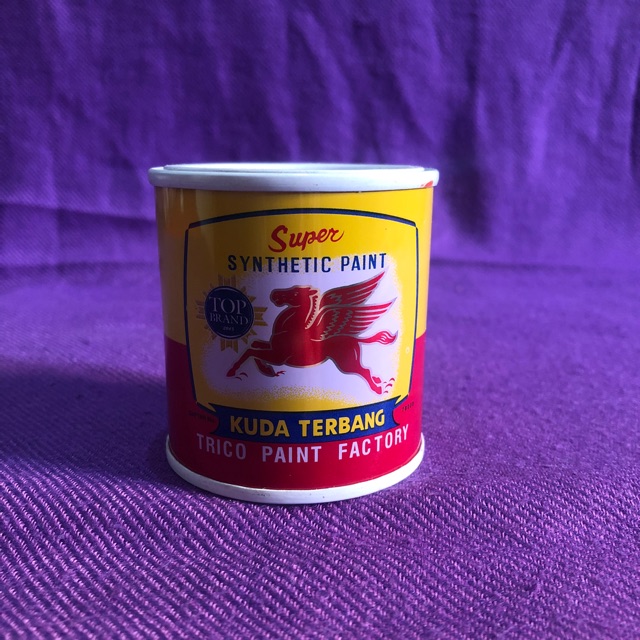 Super
SYNTHETIC PAINT
TOP
BRAND
KUDA TERBANG
TRICO PAINT FACTORY